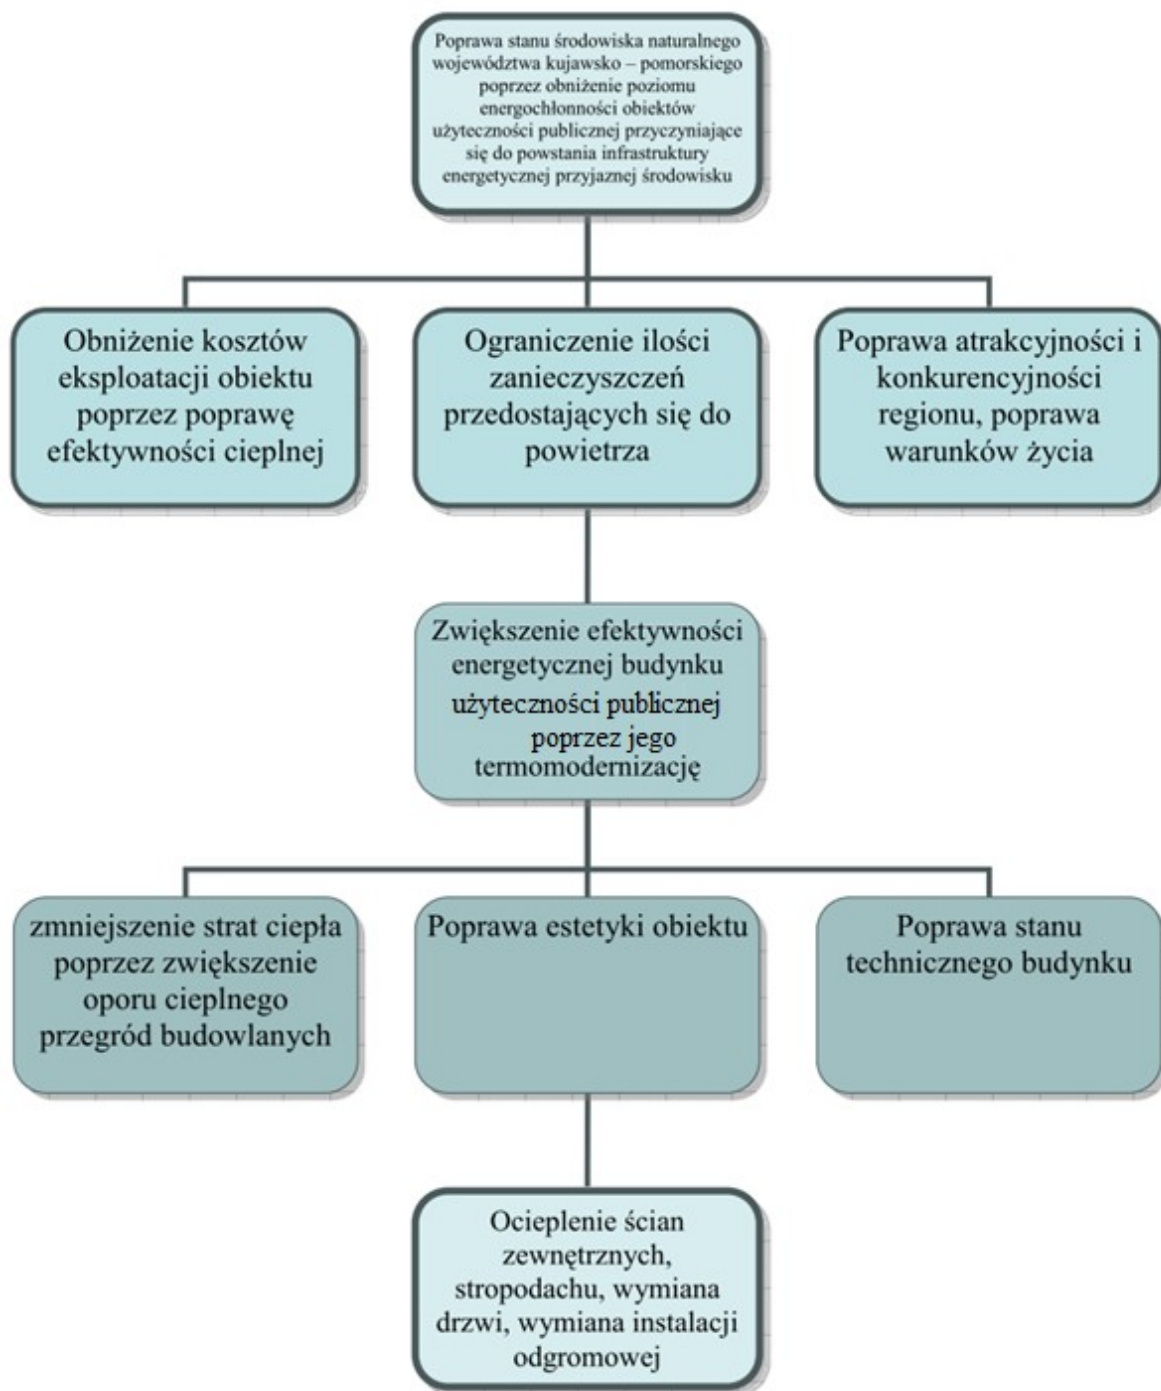 Poprawa stanu środowiska naturalnego
województwa kujawsko – pomorskiego
poprzez obniżenie poziomu
energochłonności obiektów
użyteczności publicznej przyczyniające
się do powstania infrastruktury
energetycznej przyjaznej środowisku
Obniżenie kosztów
eksploatacji obiektu
poprzez poprawę
efektywności cieplnej
Ograniczenie ilości
zanieczyszczeń
przedostających się do
powietrza
Poprawa atrakcyjności i
konkurencyjności
regionu, poprawa
warunków życia
Zwiększenie efektywności
energetycznej budynku
użyteczności publicznej
poprzez jego
termomodernizację
zmniejszenie strat ciepła
poprzez zwiększenie
oporu cieplnego
przegród budowlanych
Poprawa estetyki obiektu
Poprawa stanu
technicznego budynku
Ocieplenie ścian
zewnętrznych,
stropodachu, wymiana
drzwi, wymiana instalacji
odgromowej